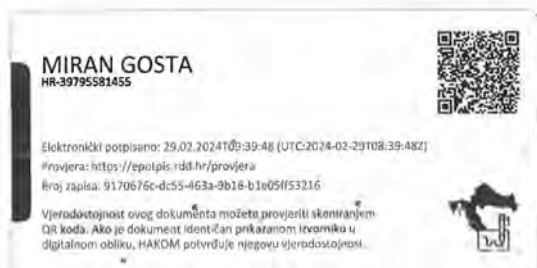 MIRAN GOSTA
HR-39795581455
Elektronički potpisano: 29.02.2024T09:39:48 (UTC:2024-02-29T08:39:48Z)
Provjera: https://epotpis.rdd.hr/provjera
Broj zapisa: 9170676c-dc55-463a-9b18-b1e05ff53216
Vjerodostojnost ovog dokumenta možete provjeriti skeniranjem
QR koda. Ako je dokument identičan prikazanom izvorniku u
digitalnom obliku, HAKOM potvrđuje njegovu vjerodostojnost.